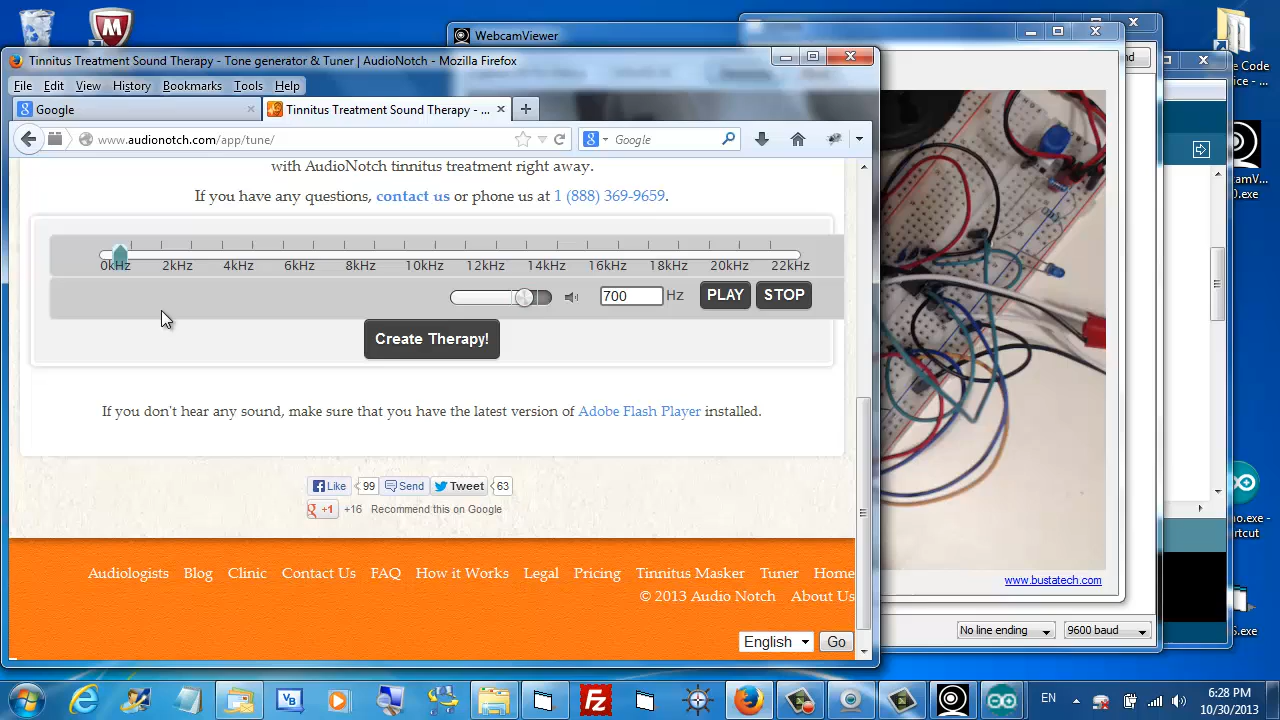 WebcamViewer
Tinnitus Treatment Sound Therapy - Tone generator & Tuner | AudioNotch - Mozilla Firefox
File Edit View History Bookmarks Tools Help
Google
Tinnitus Treatment Sound Therapy - ...
www.audionotch.com/app/tune/
Google
with AudioNotch tinnitus treatment right away.
If you have any questions, contact us or phone us at 1 (888) 369-9659.
0kHz 2kHz 4kHz 6kHz 8kHz 10kHz 12kHz 14kHz 16kHz 18kHz 20kHz 22kHz
700 Hz PLAY STOP
Create Therapy!
If you don't hear any sound, make sure that you have the latest version of Adobe Flash Player installed.
Like 99 Send Tweet 63
+1 +16 Recommend this on Google
Audiologists Blog Clinic Contact Us FAQ How it Works Legal Pricing Tinnitus Masker Tuner Home
© 2013 Audio Notch About Us
English Go
www.bustatech.com
No line ending 9600 baud
EN
6:28 PM
10/30/2013